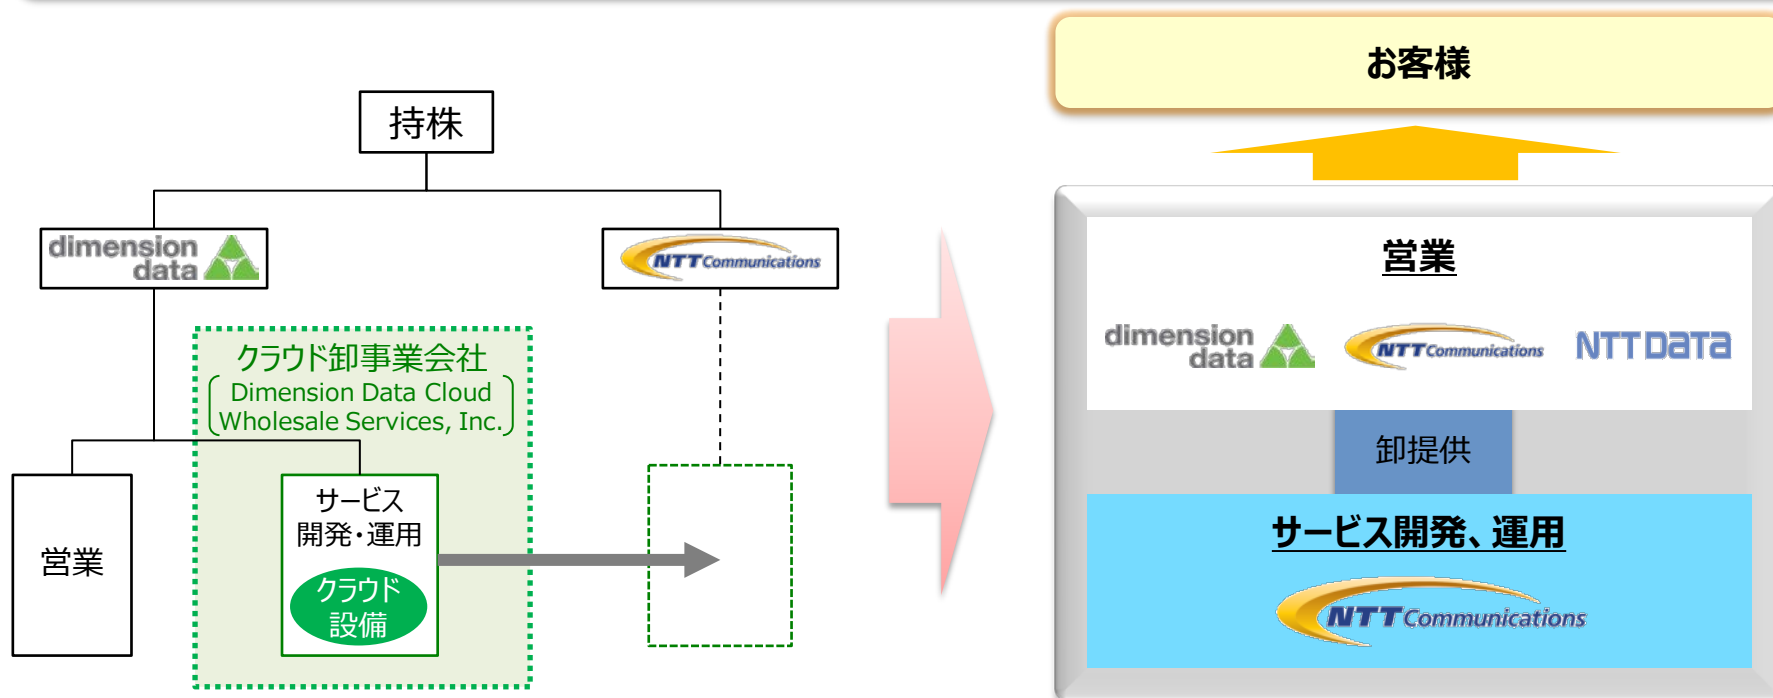 持株
dimension
data
NTT Communications
クラウド卸事業会社
Dimension Data Cloud
Wholesale Services, Inc.
営業
サービス
開発・運用
クラウド
設備
お客様
営業
dimension
data
NTT Communications
NTT DATA
卸提供
サービス開発、運用
NTT Communications